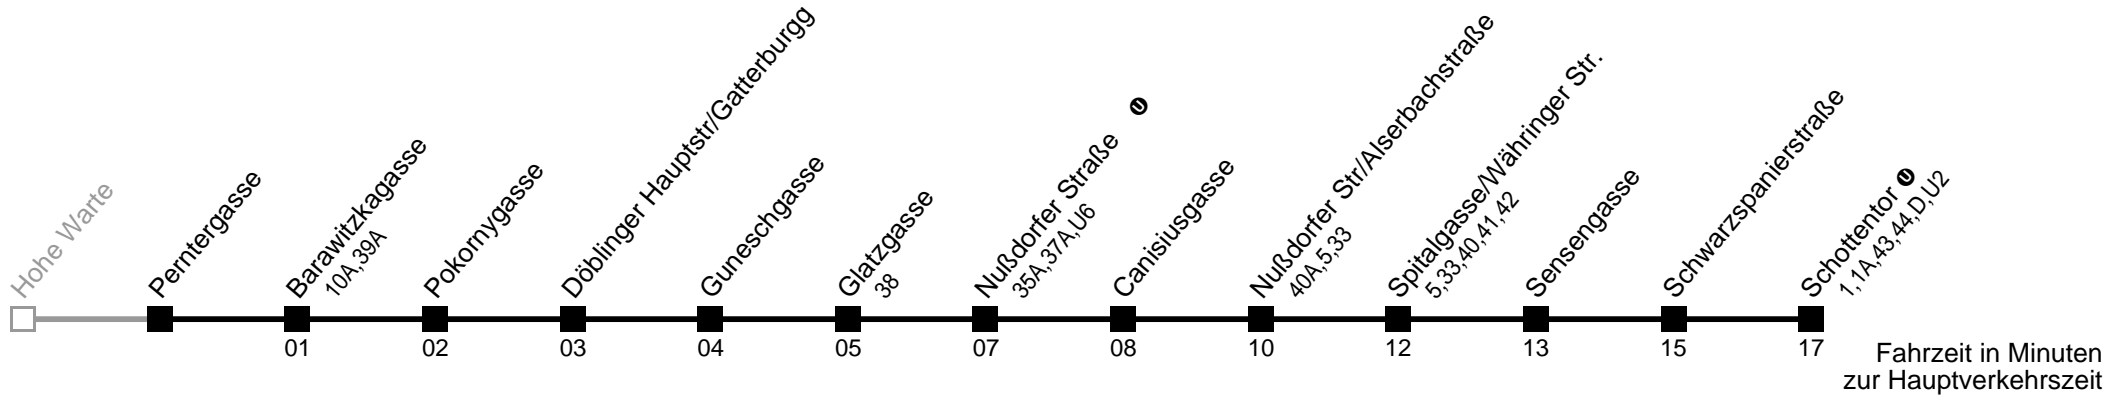 Hohe Warte
Perntergasse
Barawitzkagasse
10A,39A
Pokornygasse
Döblinger Hauptstr/Gatterburgg
Guneschgasse
Glatzgasse
38
Nußdorfer Straße U
35A,37A,U6
Canisiusgasse
Nußdorfer Str/Alserbachstraße
40A,5,33
Spitalgasse/Währinger Str.
5,33,40,41,42
Sensengasse
Schwarzspanierstraße
Schottentor U
1,1A,43,44,D,U2
01 02 03 04 05 07 08 10 12 13 15 17
Fahrzeit in Minuten
zur Hauptverkehrszeit